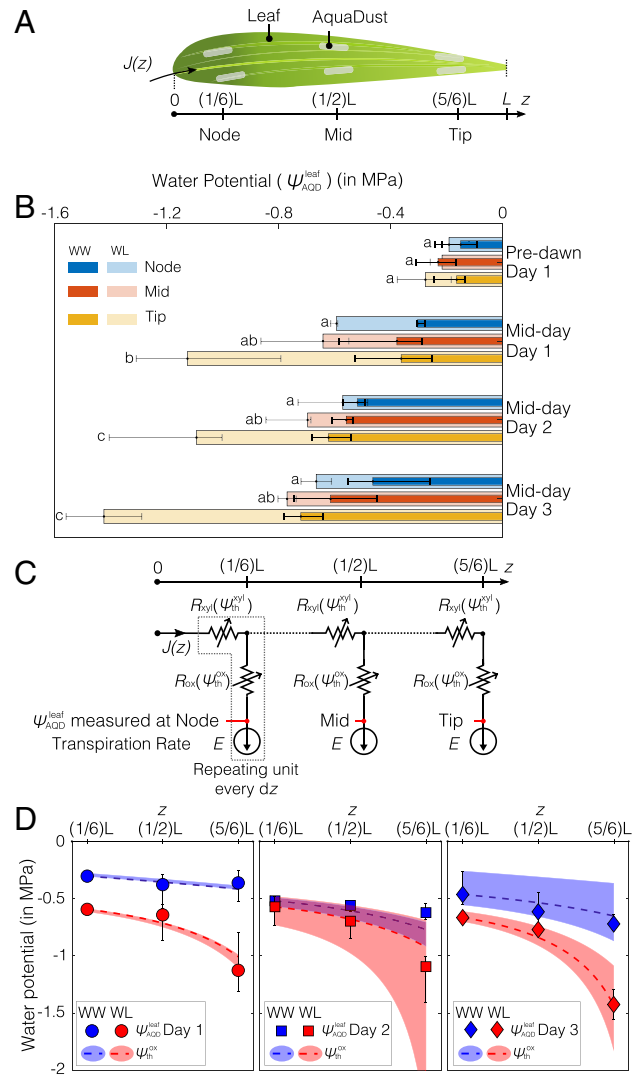 A
Leaf
AquaDust
J(z)
0 (1/6)L (1/2)L (5/6)L L z
Node Mid Tip
Water Potential ( Ψ^leaf_AQD ) (in MPa)
B
-1.6 -1.2 -0.8 -0.4 0
WW WL
Node
Mid
Tip
a
a
a
Pre-dawn
Day 1
a
ab
b
Mid-day
Day 1
a
ab
c
Mid-day
Day 2
a
ab
c
Mid-day
Day 3
C
0 (1/6)L (1/2)L (5/6)L z
R_xyl(Ψ^xyl_th) R_xyl(Ψ^xyl_th) R_xyl(Ψ^xyl_th)
J(z)
R_ox(Ψ^ox_th) R_ox(Ψ^ox_th) R_ox(Ψ^ox_th)
Ψ^leaf_AQD measured at Node Mid Tip
Transpiration Rate E E E
Repeating unit
every dz
D
z z z
(1/6)L (1/2)L (5/6)L (1/6)L (1/2)L (5/6)L (1/6)L (1/2)L (5/6)L
Water potential (in MPa)
0
-0.5
-1
-1.5
-2
WW WL
Ψ^leaf_AQD Day 1
Ψ^ox_th
WW WL
Ψ^leaf_AQD Day 2
Ψ^ox_th
WW WL
Ψ^leaf_AQD Day 3
Ψ^ox_th